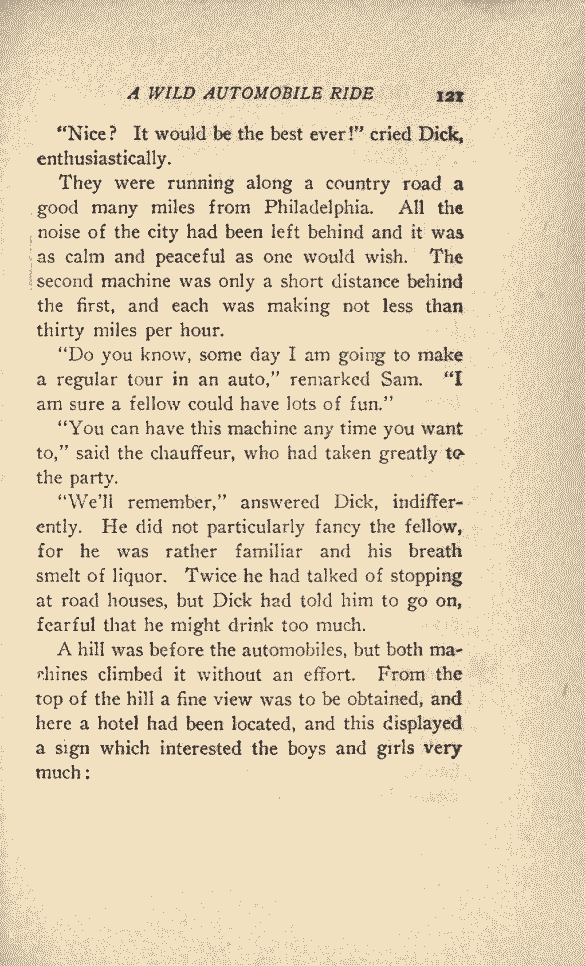 A WILD AUTOMOBILE RIDE 121
"Nice? It would be the best ever!" cried Dick,
enthusiastically.
They were running along a country road a
good many miles from Philadelphia. All the
noise of the city had been left behind and it was
as calm and peaceful as one would wish. The
second machine was only a short distance behind
the first, and each was making not less than
thirty miles per hour.
"Do you know, some day I am going to make
a regular tour in an auto," remarked Sam. "I
am sure a fellow could have lots of fun."
"You can have this machine any time you want
to," said the chauffeur, who had taken greatly to
the party.
"We'll remember," answered Dick, indiffer-
ently. He did not particularly fancy the fellow,
for he was rather familiar and his breath
smelt of liquor. Twice he had talked of stopping
at road houses, but Dick had told him to go on,
fearful that he might drink too much.
A hill was before the automobiles, but both ma-
chines climbed it without an effort. From the
top of the hill a fine view was to be obtained, and
here a hotel had been located, and this displayed
a sign which interested the boys and girls very
much: